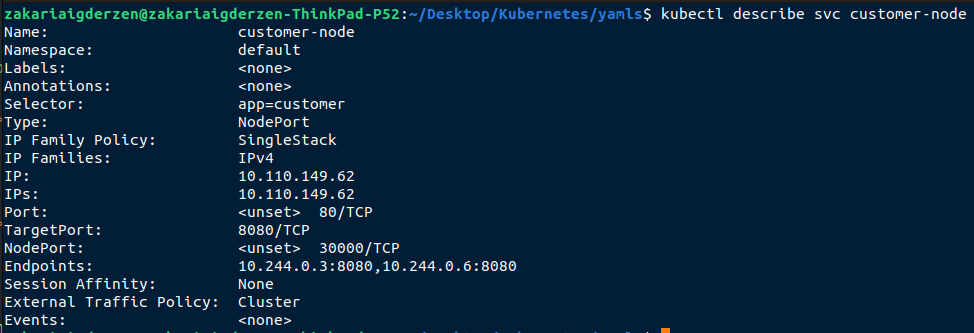 zakariaigderzen@zakariaigderzen-ThinkPad-P52:~/Desktop/Kubernetes/yamls$ kubectl describe svc customer-node
Name:                     customer-node
Namespace:                default
Labels:                   <none>
Annotations:              <none>
Selector:                 app=customer
Type:                     NodePort
IP Family Policy:         SingleStack
IP Families:              IPv4
IP:                       10.110.149.62
IPs:                      10.110.149.62
Port:                     <unset>  80/TCP
TargetPort:               8080/TCP
NodePort:                 <unset>  30000/TCP
Endpoints:                10.244.0.3:8080,10.244.0.6:8080
Session Affinity:         None
External Traffic Policy:  Cluster
Events:                   <none>